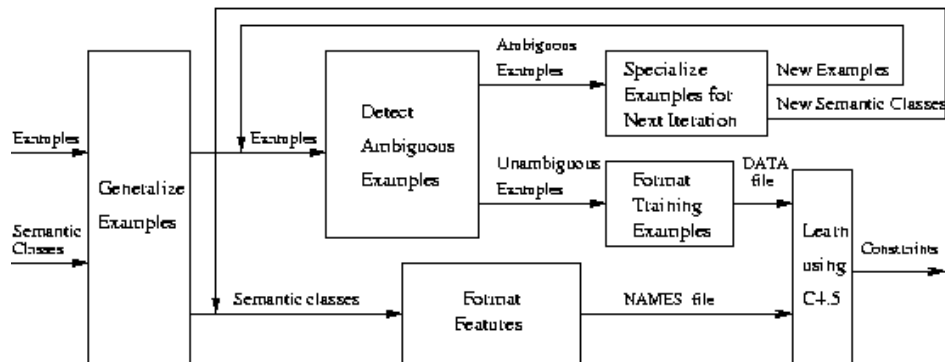 Ambiguous
Examples
Specialize
Examples for
Next Iteration
New Examples
New Semantic Classes
Examples
Generalize
Examples
Semantic
Classes
Examples
Detect
Ambiguous
Examples
Unambiguous
Examples
Format
Training
Examples
DATA
file
Learn
using
C4.5
Constraints
Semantic classes
Format
Features
NAMES file